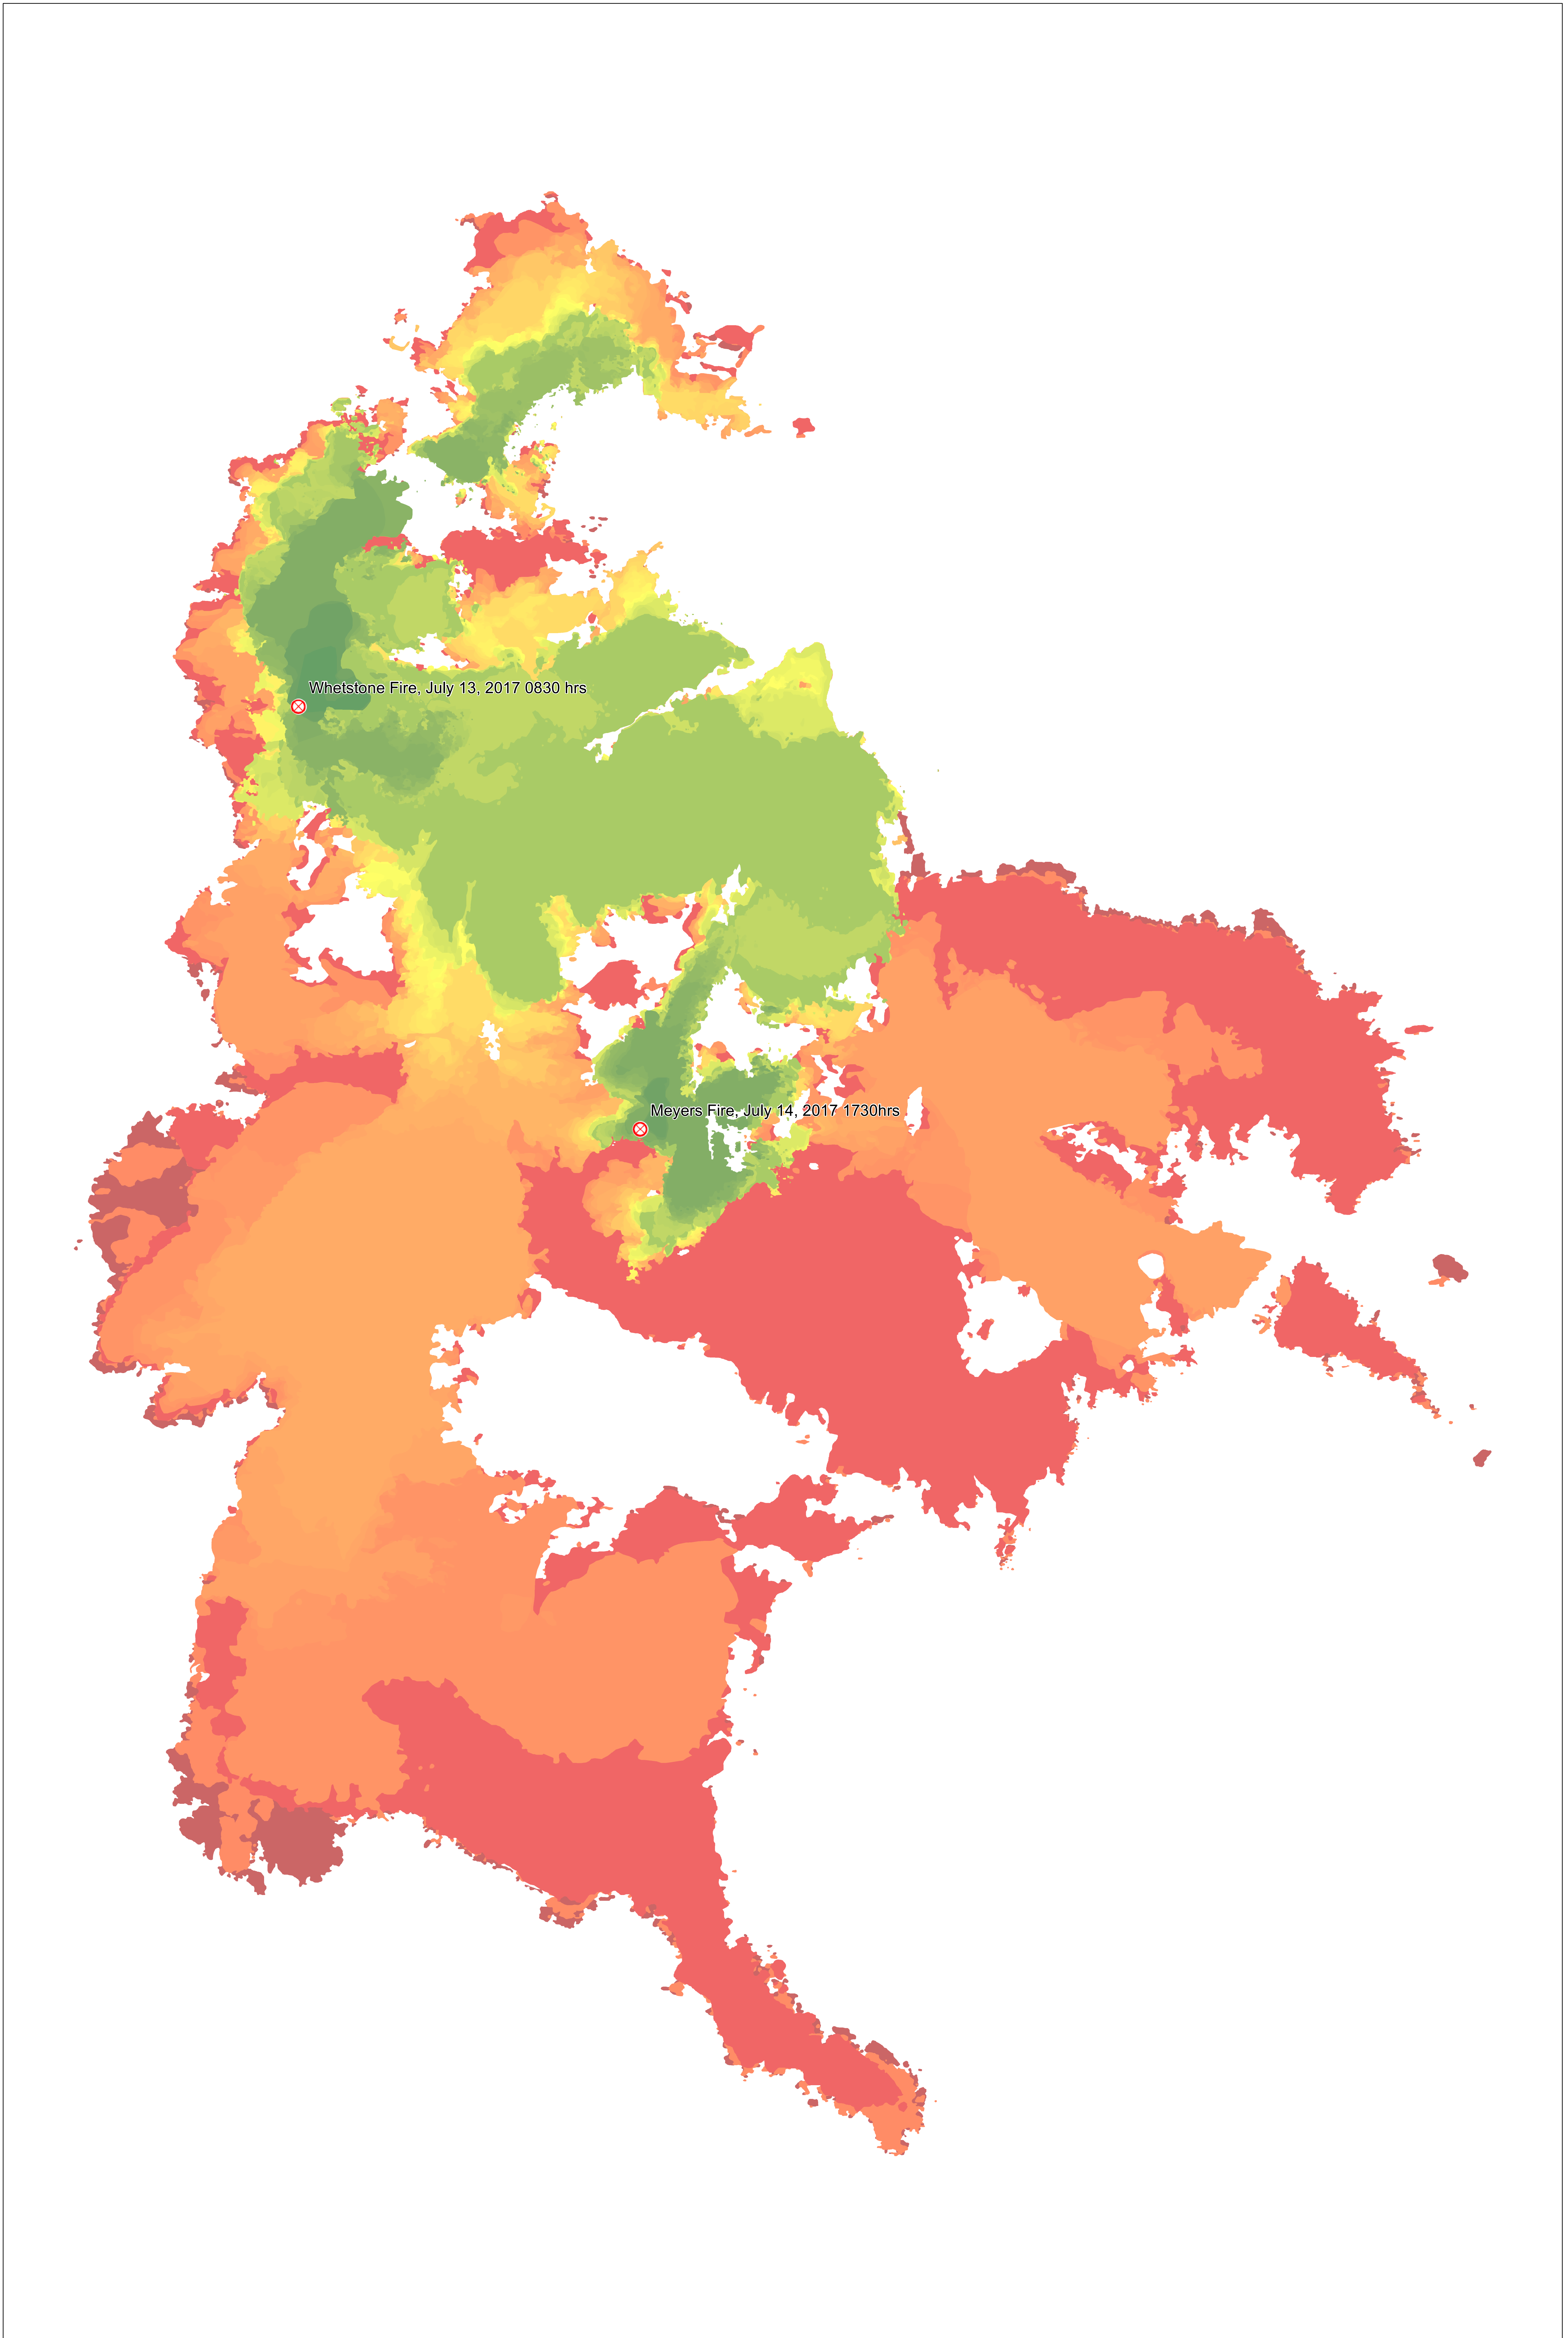 Whetstone Fire, July 13, 2017 0830 hrs
Meyers Fire, July 14, 2017 1730hrs